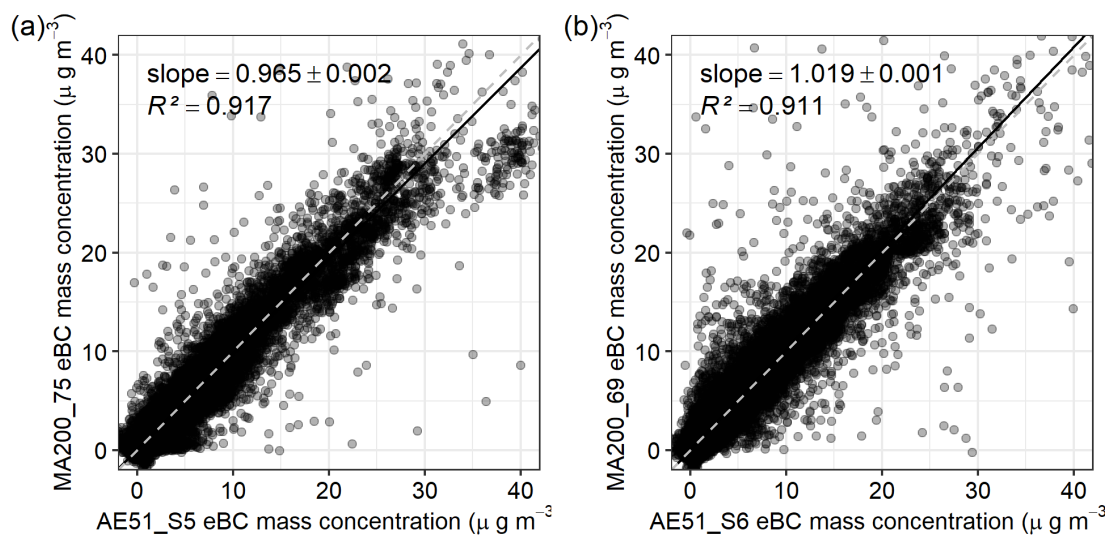 (a)
MA200_75 eBC mass concentration (μ g m⁻³)
slope = 0.965 ± 0.002
R² = 0.917
40
30
20
10
0
0 10 20 30 40
AE51_S5 eBC mass concentration (μ g m⁻³
(b)
MA200_69 eBC mass concentration (μ g m⁻³)
slope = 1.019 ± 0.001
R² = 0.911
40
30
20
10
0
0 10 20 30 40
AE51_S6 eBC mass concentration (μ g m⁻³